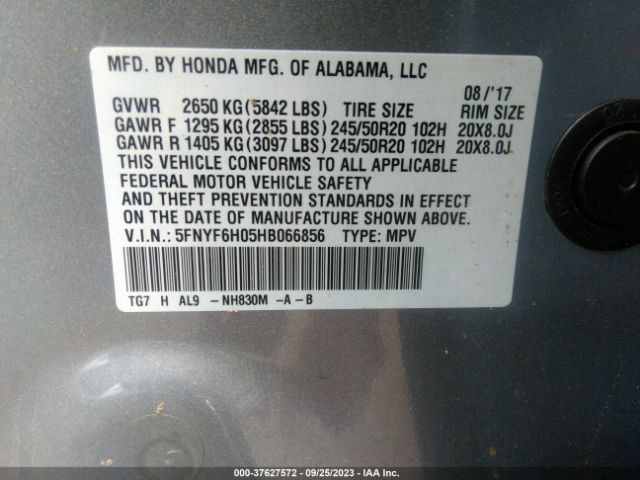 MFD. BY HONDA MFG. OF ALABAMA, LLC
08/'17
GVWR 2650 KG (5842 LBS) TIRE SIZE RIM SIZE
GAWR F 1295 KG (2855 LBS) 245/50R20 102H 20X8.0J
GAWR R 1405 KG (3097 LBS) 245/50R20 102H 20X8.0J
THIS VEHICLE CONFORMS TO ALL APPLICABLE
FEDERAL MOTOR VEHICLE SAFETY
AND THEFT PREVENTION STANDARDS IN EFFECT
ON THE DATE OF MANUFACTURE SHOWN ABOVE.
V.I.N.: 5FNYF6H05HB066856 TYPE: MPV
TG7 H AL9 -NH830M -A-B
000-37627572 - 09/25/2023 - IAA Inc.